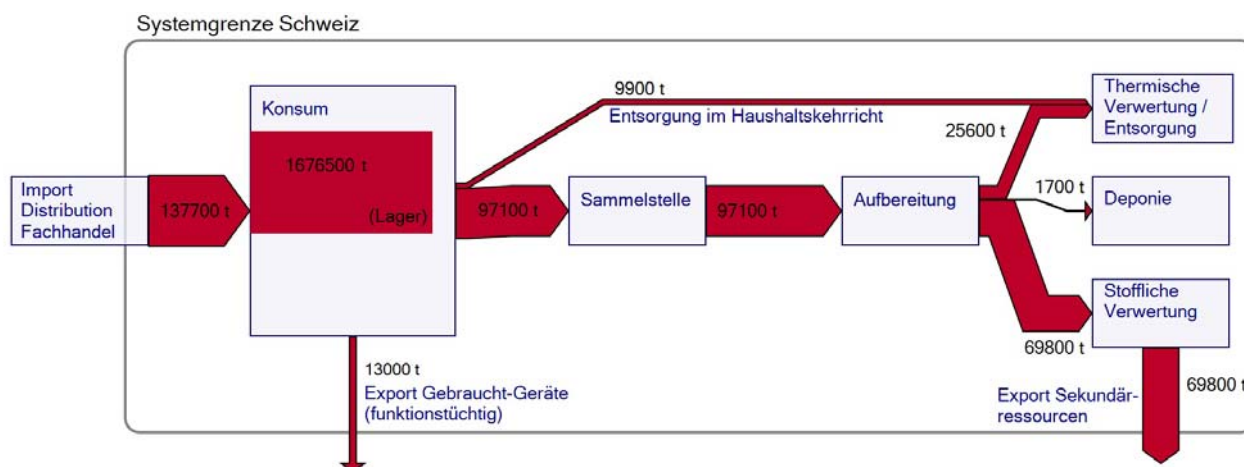 Systemgrenze Schweiz
Import
Distribution
Fachhandel
137700 t
Konsum
1676500 t
(Lager)
13000 t
Export Gebraucht-Geräte
(funktionstüchtig)
9900 t
Entsorgung im Haushaltskehrricht
97100 t
Sammelstelle
97100 t
Aufbereitung
25600 t
1700 t
69800 t
Thermische
Verwertung /
Entsorgung
Deponie
Stoffliche
Verwertung
Export Sekundär-
ressourcen
69800 t